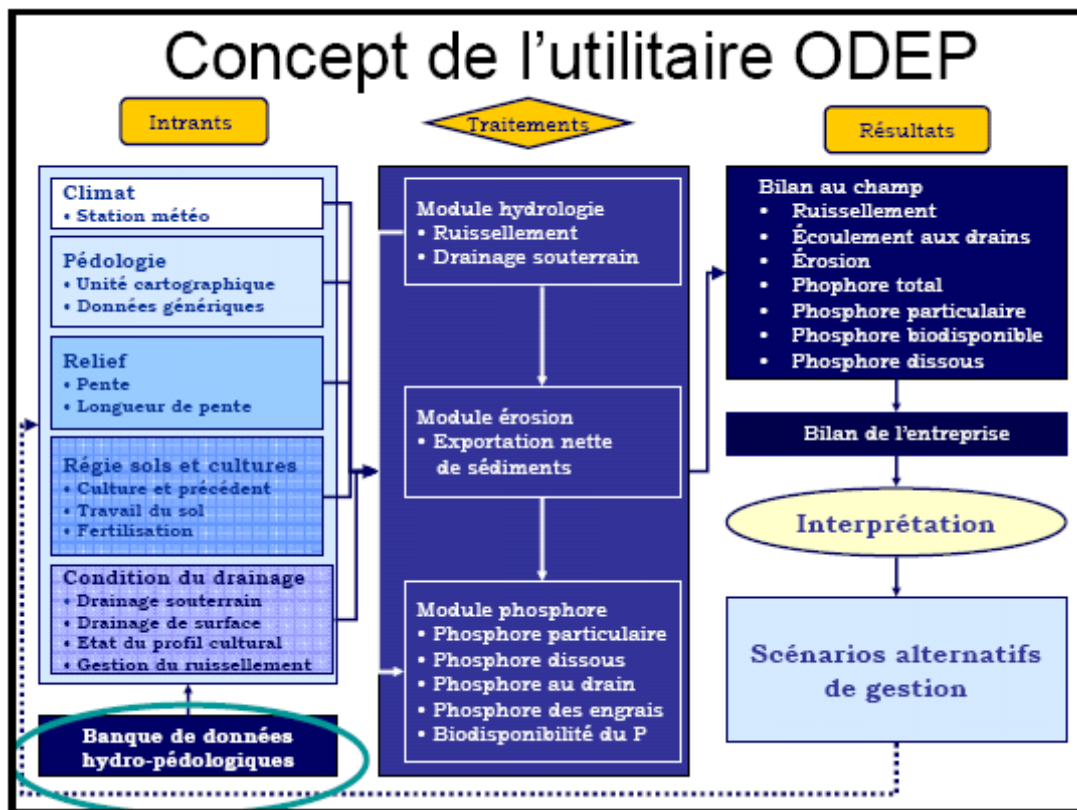 Concept de l'utilitaire ODEP
Intrants
Traitements
Résultats
Climat
• Station météo
Pédologie
• Unité cartographique
• Données génériques
Relief
• Pente
• Longueur de pente
Régie sols et cultures
• Culture et précédent
• Travail du sol
• Fertilisation
Condition du drainage
• Drainage souterrain
• Drainage de surface
• Etat du profil cultural
• Gestion du ruissellement
Banque de données
hydro-pédologiques
Module hydrologie
• Ruissellement
• Drainage souterrain
Module érosion
• Exportation nette
de sédiments
Module phosphore
• Phosphore particulaire
• Phosphore dissous
• Phosphore au drain
• Phosphore des engrais
• Biodisponibilité du P
Bilan au champ
• Ruissellement
• Écoulement aux drains
• Érosion
• Phophore total
• Phosphore particulaire
• Phosphore biodisponible
• Phosphore dissous
Bilan de l'entreprise
Interprétation
Scénarios alternatifs
de gestion